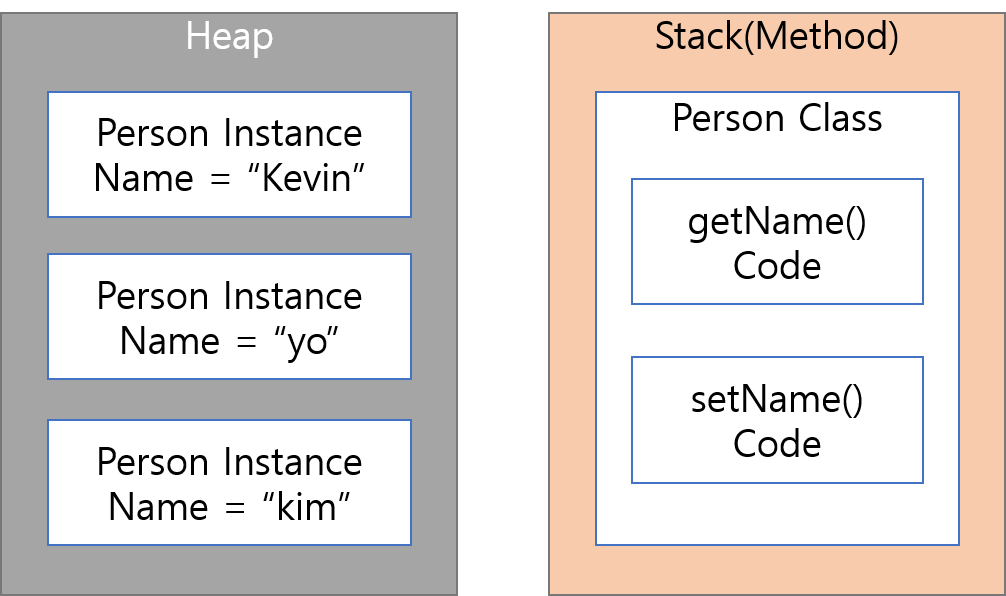 Heap
Person Instance
Name = “Kevin”
Person Instance
Name = “yo”
Person Instance
Name = “kim”
Stack(Method)
Person Class
getName()
Code
setName()
Code